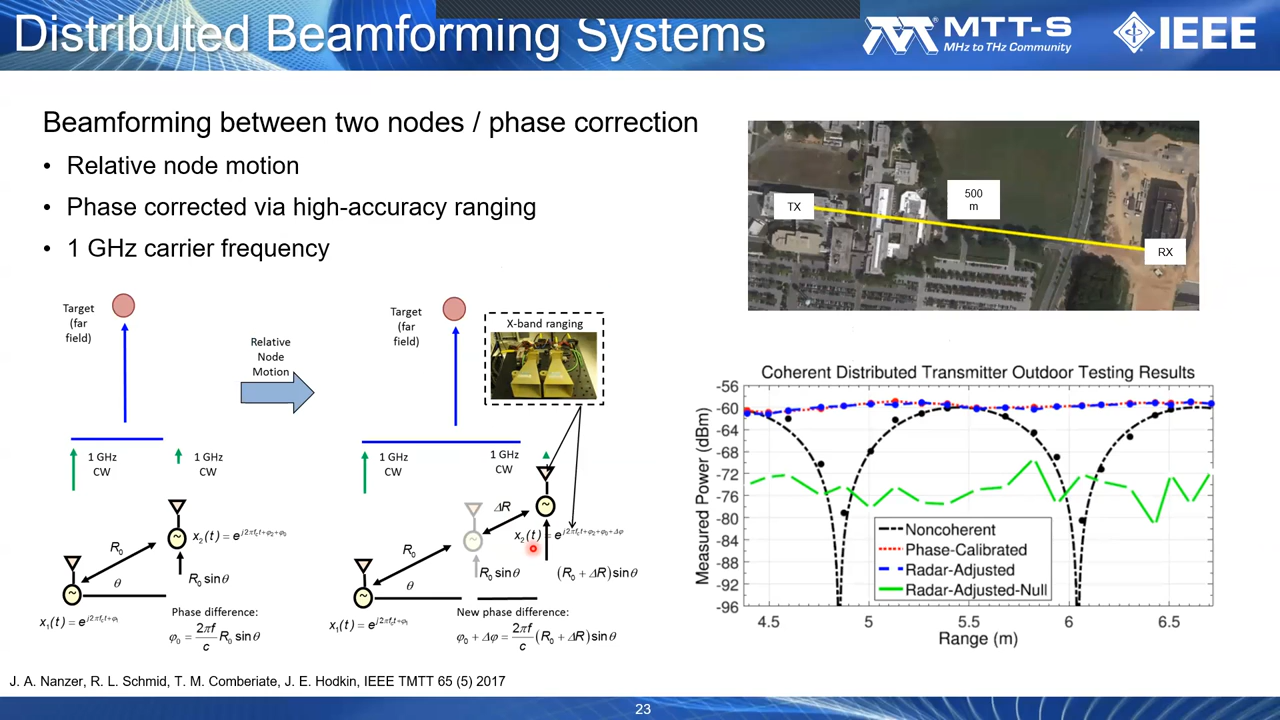 Distributed Beamforming Systems
MTT-S
MHz to THz Community
IEEE
Beamforming between two nodes / phase correction
• Relative node motion
• Phase corrected via high-accuracy ranging
• 1 GHz carrier frequency
TX
500
m
RX
Target
(far
field)
Relative
Node
Motion
Target
(far
field)
X-band ranging
1 GHz
CW
1 GHz
CW
1 GHz
CW
1 GHz
CW
~
x₂(t) = e^{j2πf_ct+φ₂+φ₀}
R₀
θ
R₀ sinθ
~
x₁(t) = e^{j2πf_ct+φ₁}
Phase difference:
φ₀ = 2πf/c R₀ sinθ
ΔR
~
x₂(t) = e^{j2πf_ct+φ₂+φ₀+Δφ}
~
R₀
θ
R₀ sinθ
(R₀ + ΔR)sinθ
~
x₁(t) = e^{j2πf_ct+φ₁}
New phase difference:
φ₀ + Δφ = 2πf/c (R₀ + ΔR)sinθ
Coherent Distributed Transmitter Outdoor Testing Results
Measured Power (dBm)
-56
-60
-64
-68
-72
-76
-80
-84
-88
-92
-96
Noncoherent
Phase-Calibrated
Radar-Adjusted
Radar-Adjusted-Null
4.5 5 5.5 6 6.5
Range (m)
J. A. Nanzer, R. L. Schmid, T. M. Comberiate, J. E. Hodkin, IEEE TMTT 65 (5) 2017
23